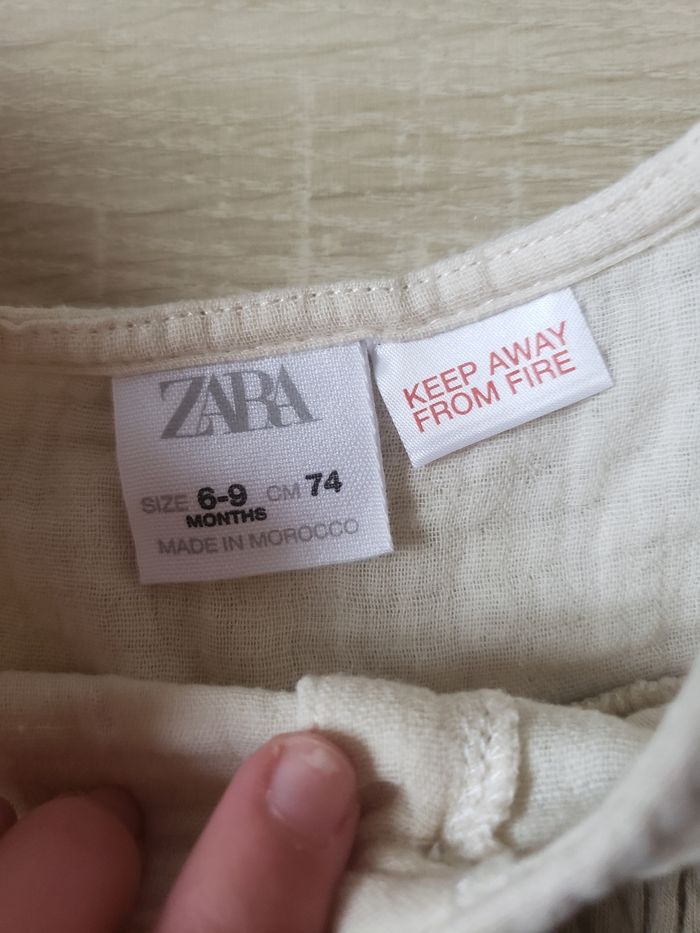 ZARA
SIZE 6-9 CM 74
MONTHS
MADE IN MOROCCO
KEEP AWAY
FROM FIRE